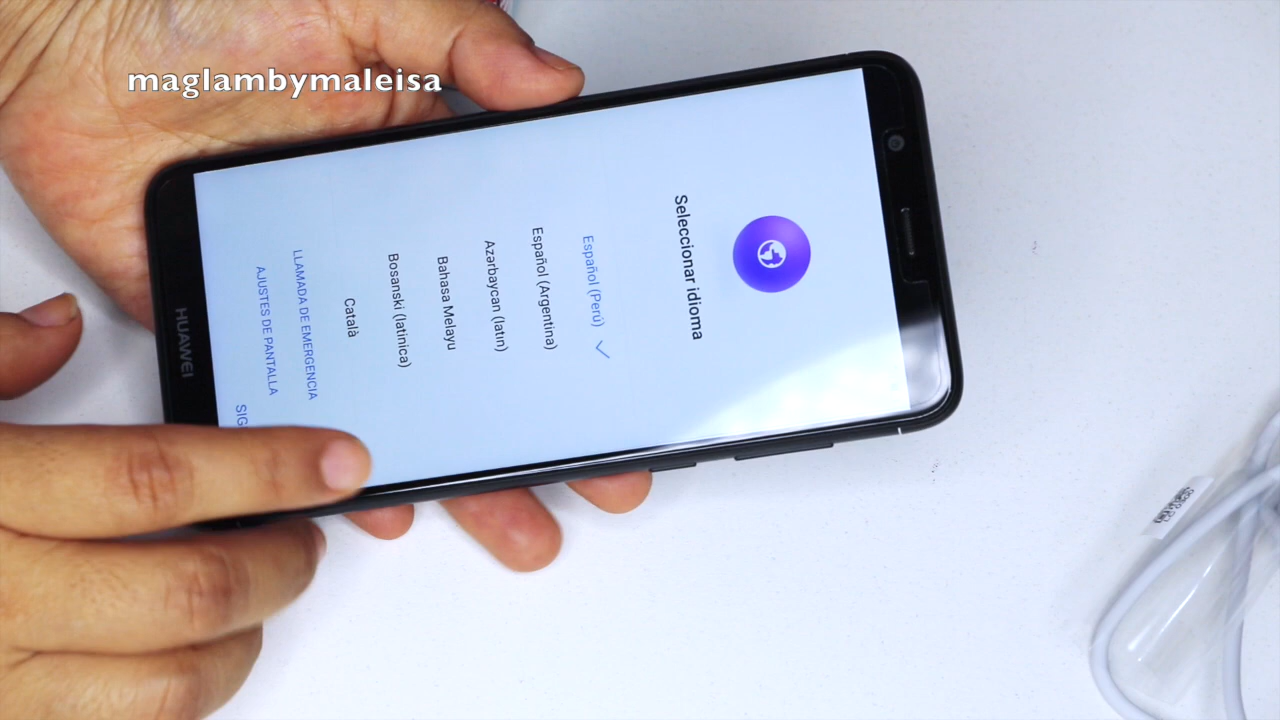 maglambymaleisa
Seleccionar idioma
Español (Perú)
Español (Argentina)
Azərbaycan (latın)
Bahasa Melayu
Bosanski (latinica)
Català
LLAMADA DE EMERGENCIA
AJUSTES DE PANTALLA
SIG
HUAWEI